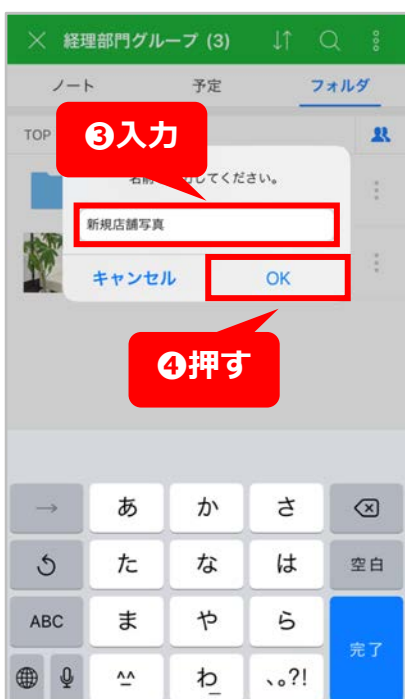 経理部門グループ (3)
ノート 予定 フォルダ
TOP
❸入力
名前 力してください。
新規店舗写真
キャンセル OK
❹押す
→ あ か さ
た な は 空白
ABC ま や ら
完了
^^ わ_ 、。?!